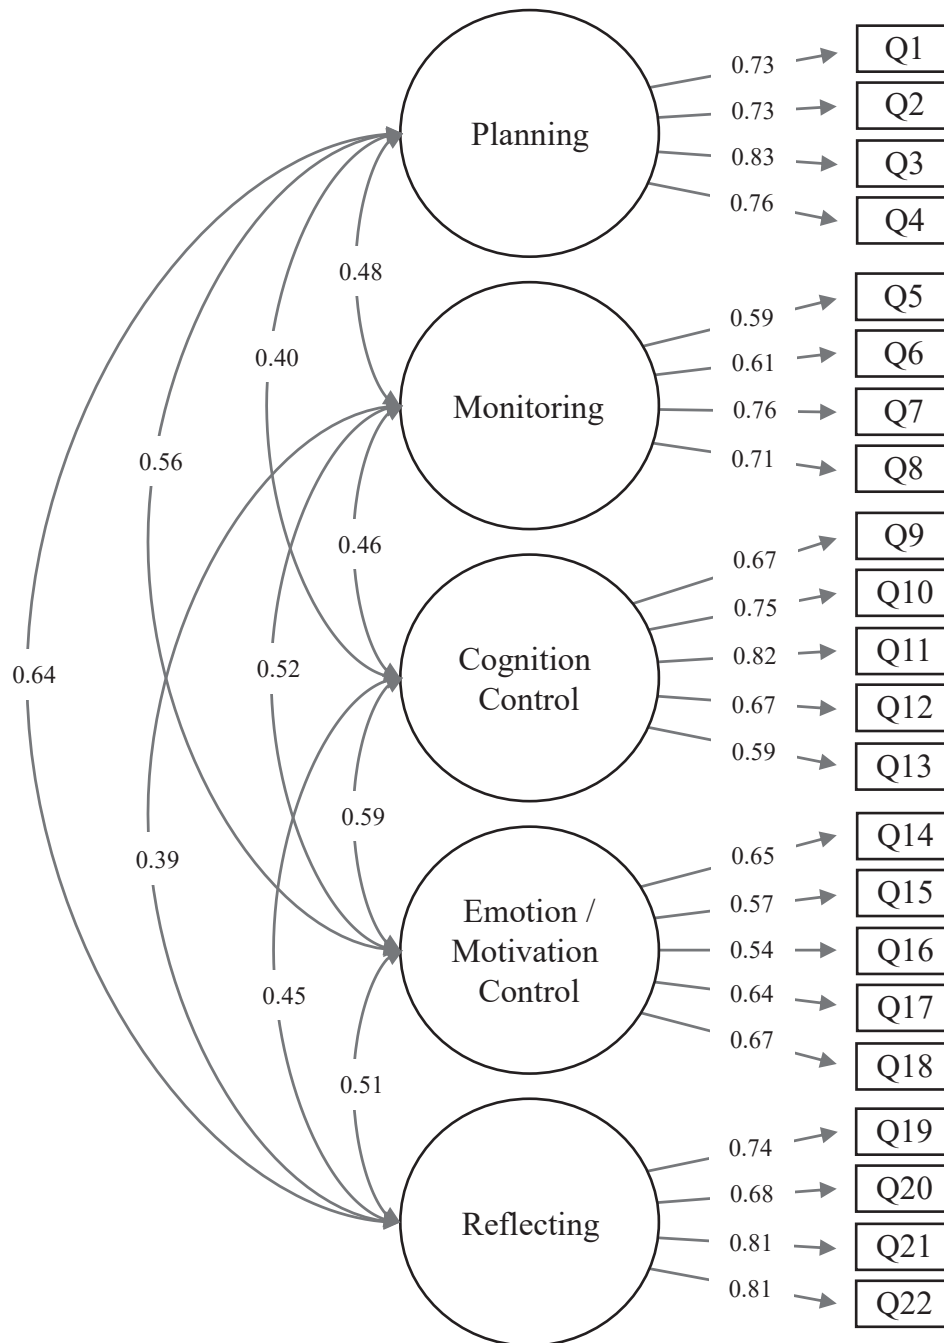 Planning
0.73
Q1
0.73
Q2
0.83
Q3
0.76
Q4
0.48
0.40
0.56
0.64
Monitoring
0.59
Q5
0.61
Q6
0.76
Q7
0.71
Q8
0.46
0.52
0.39
Cognition
Control
0.67
Q9
0.75
Q10
0.82
Q11
0.67
Q12
0.59
Q13
0.59
0.45
Emotion /
Motivation
Control
0.65
Q14
0.57
Q15
0.54
Q16
0.64
Q17
0.67
Q18
0.51
Reflecting
0.74
Q19
0.68
Q20
0.81
Q21
0.81
Q22